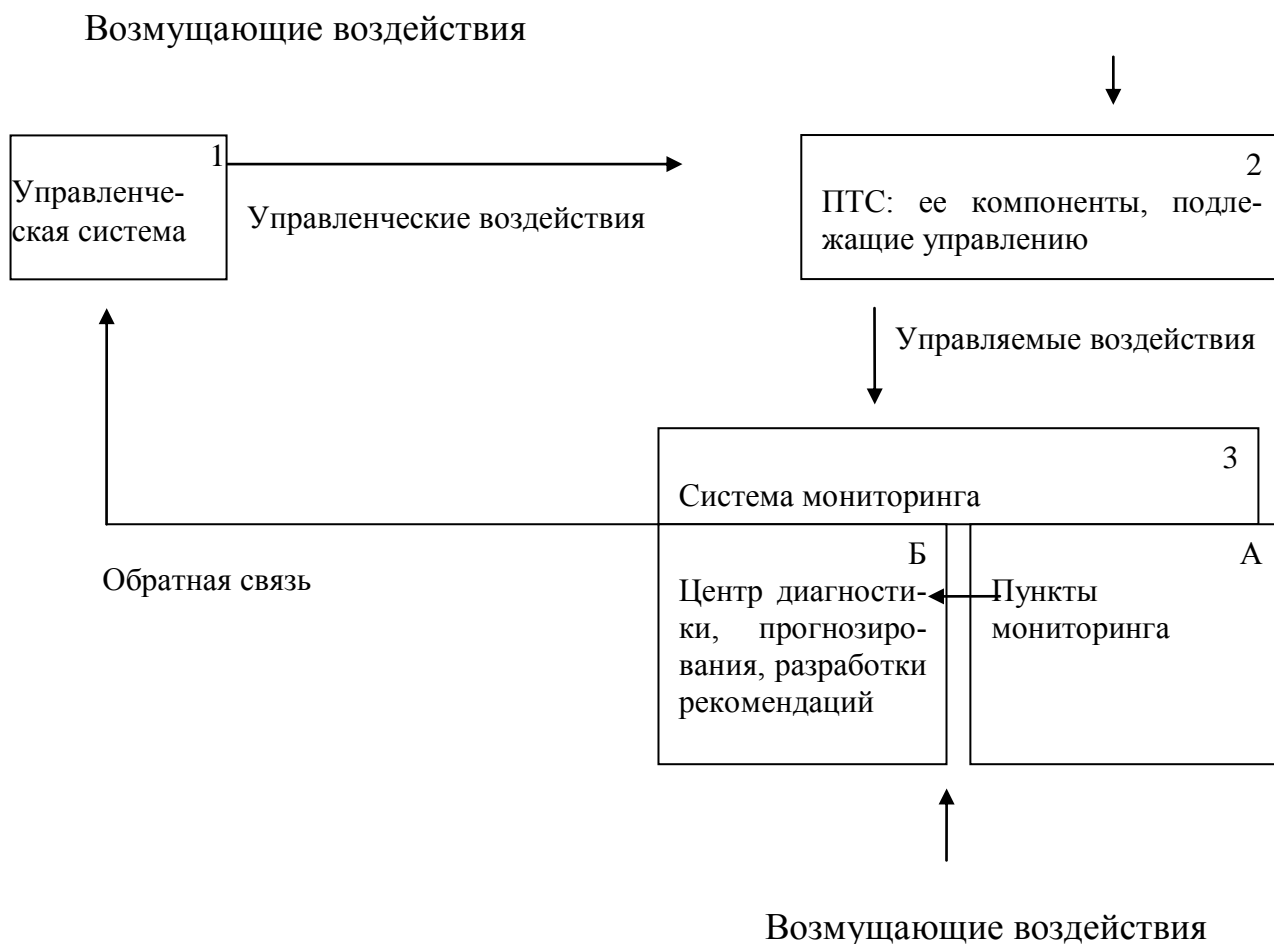 Возмущающие воздействия
1
Управленче-
ская система
Управленческие воздействия
2
ПТС: ее компоненты, подле-
жащие управлению
Управляемые воздействия
3
Система мониторинга
Обратная связь
Б
Центр диагности-
ки, прогнозиро-
вания, разработки
рекомендаций
А
Пункты
мониторинга
Возмущающие воздействия